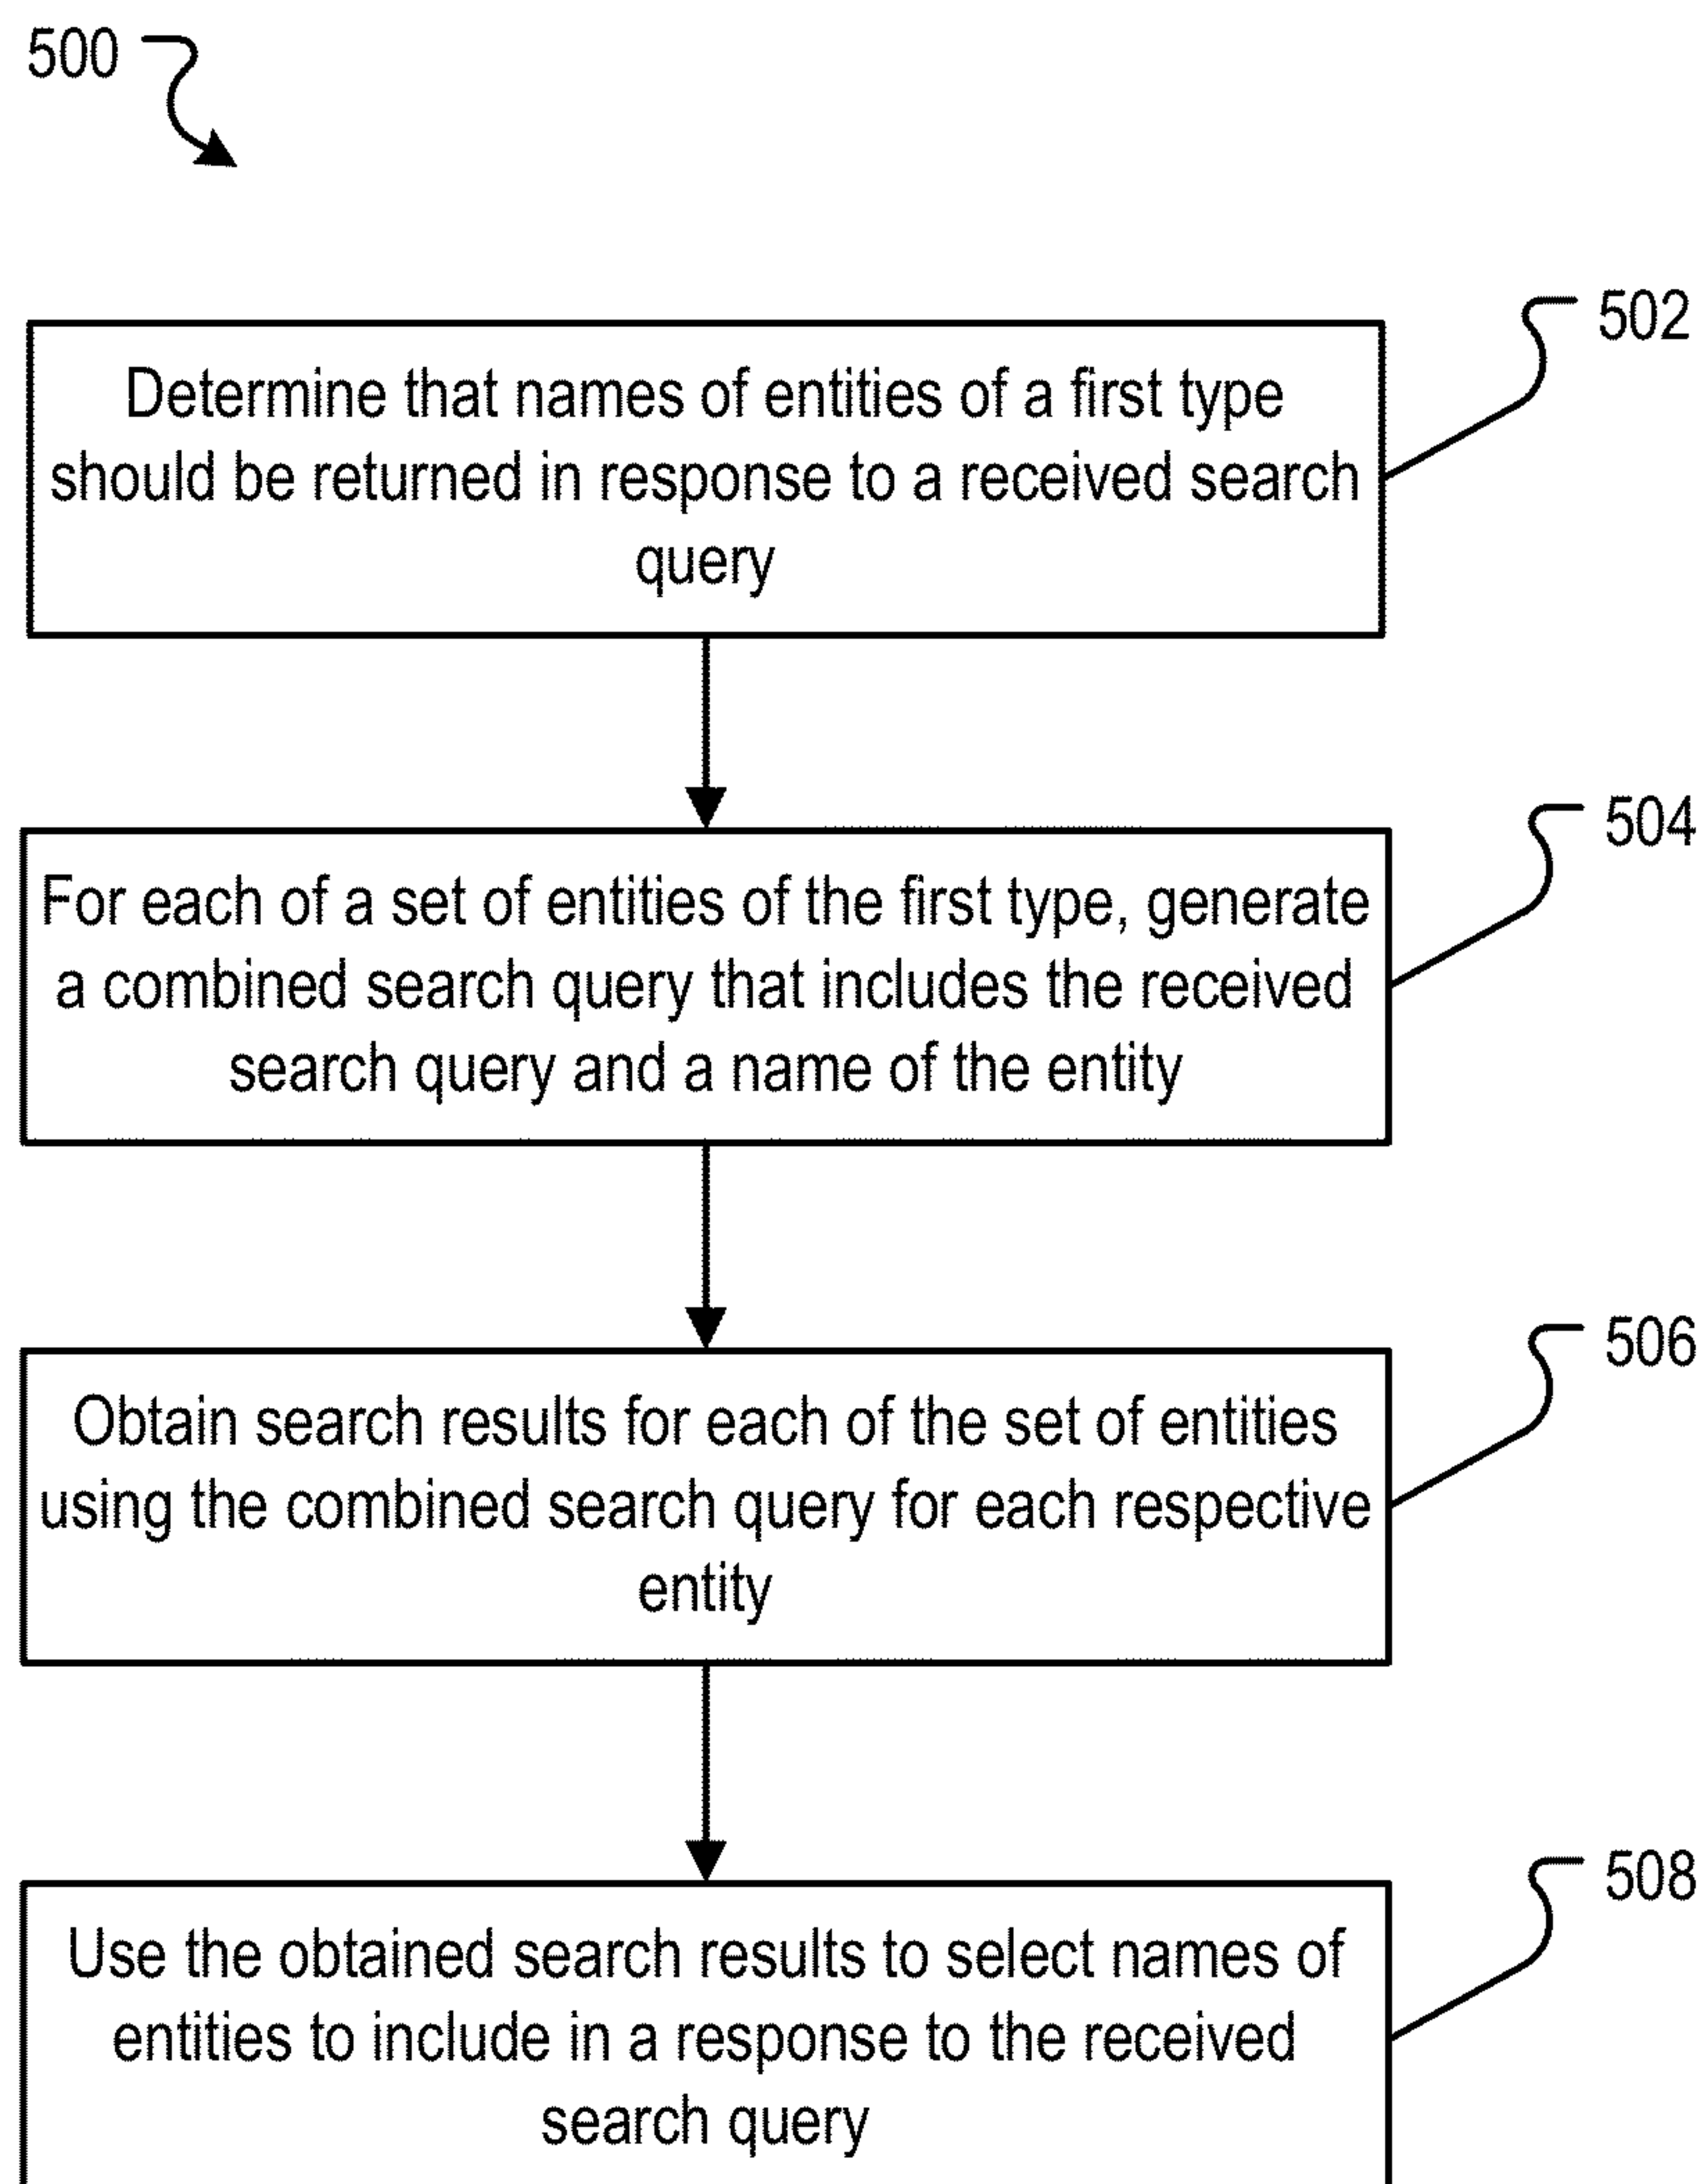 500
502
Determine that names of entities of a first type
should be returned in response to a received search
query
504
For each of a set of entities of the first type, generate
a combined search query that includes the received
search query and a name of the entity
506
Obtain search results for each of the set of entities
using the combined search query for each respective
entity
508
Use the obtained search results to select names of
entities to include in a response to the received
search query